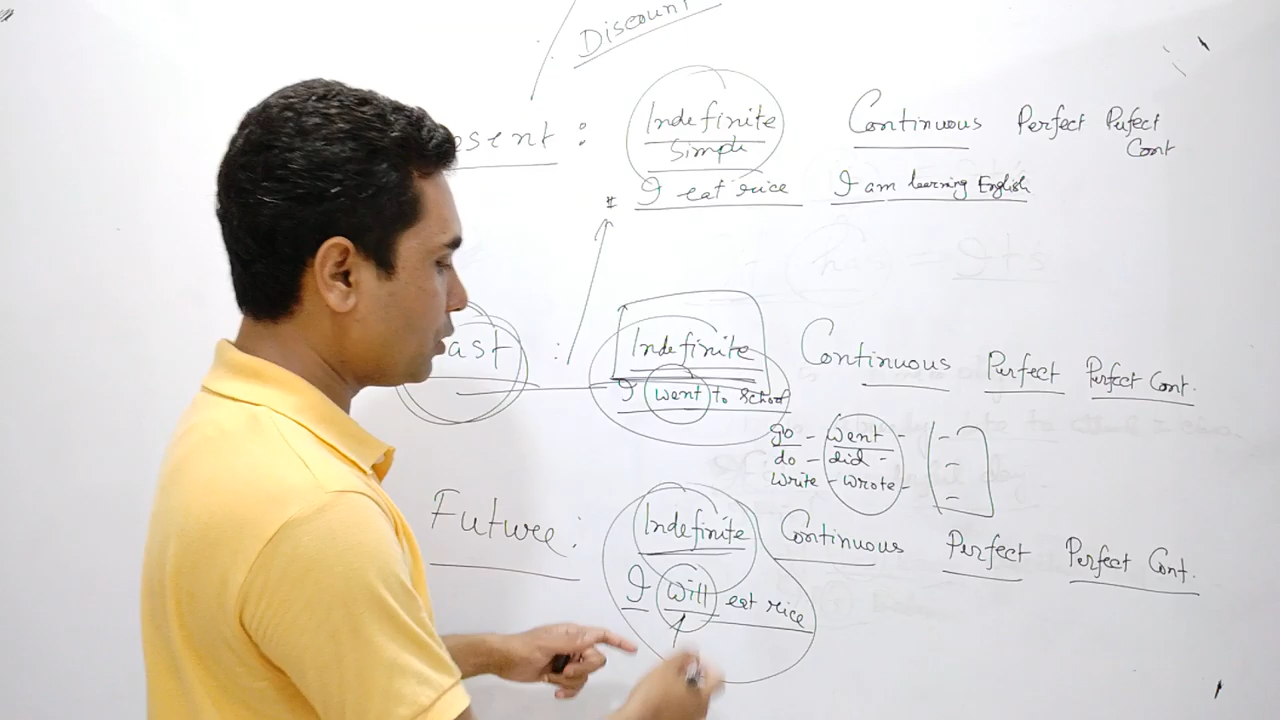 Discount
esent : Indefinite Continuous Perfect Perfect
Simple Cont
I eat rice I am learning English
ast : Indefinite Continuous Perfect Perfect Cont.
I went to School
go - went -
do - did -
write - wrote -
Future : Indefinite Continuous Perfect Perfect Cont.
I will eat rice